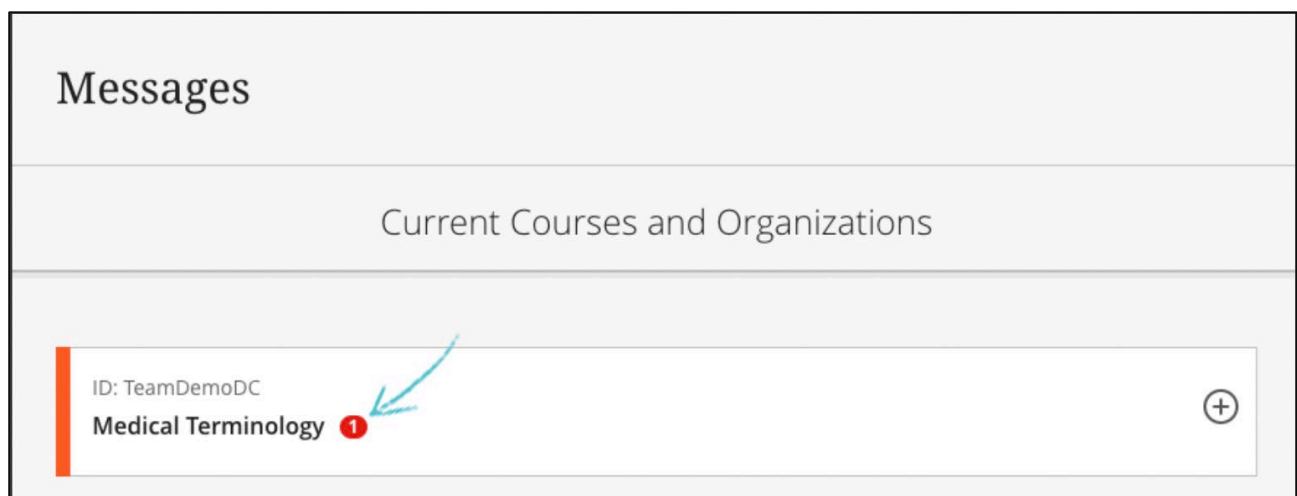 Messages
Current Courses and Organizations
ID: TeamDemoDC
Medical Terminology 1